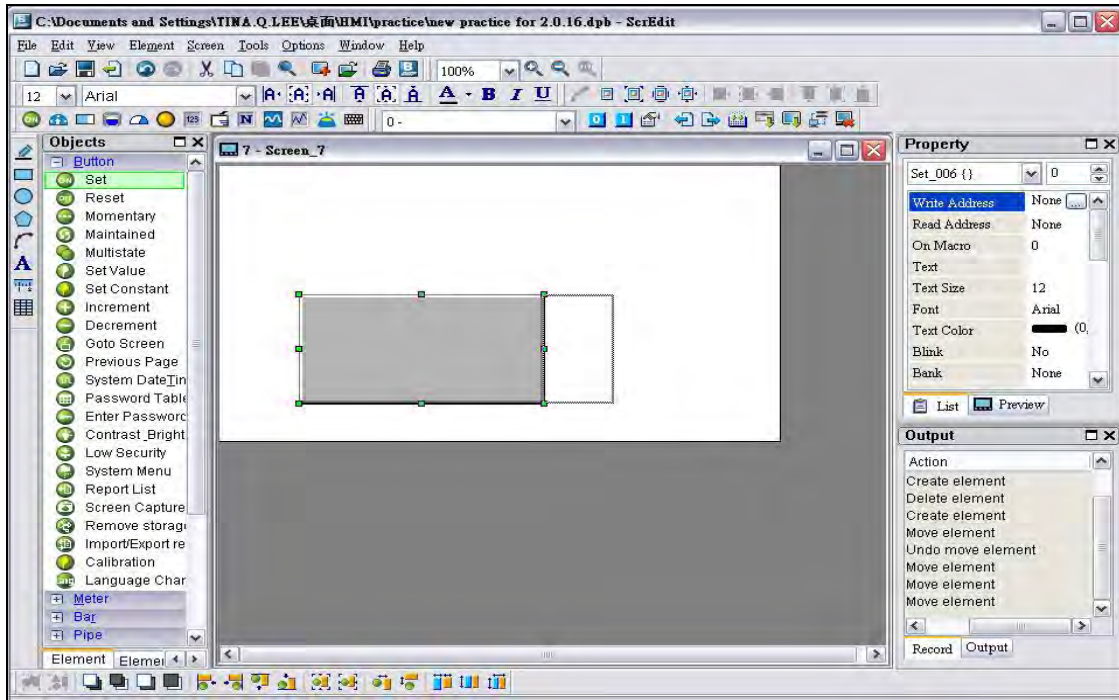 C:\Documents and Settings\TINA.Q.LEE\桌面\HMI\practice\new practice for 2.0.16.dpb - ScrEdit
File Edit View Element Screen Tools Options Window Help
100%
12 Arial
0 -
Objects
Button
Set
Reset
Momentary
Maintained
Multistate
Set Value
Set Constant
Increment
Decrement
Goto Screen
Previous Page
System DateTin
Password Table
Enter Password
Contrast_Bright
Low Security
System Menu
Report List
Screen Capture
Remove storag
Import/Export re
Calibration
Language Char
Meter
Bar
Pipe
Element Elemen
7 - Screen_7
Property
Set_006 {} 0
Write Address None ...
Read Address None
On Macro 0
Text
Text Size 12
Font Arial
Text Color (0,
Blink No
Bank None
List Preview
Output
Action
Create element
Delete element
Create element
Move element
Undo move element
Move element
Move element
Move element
Record Output